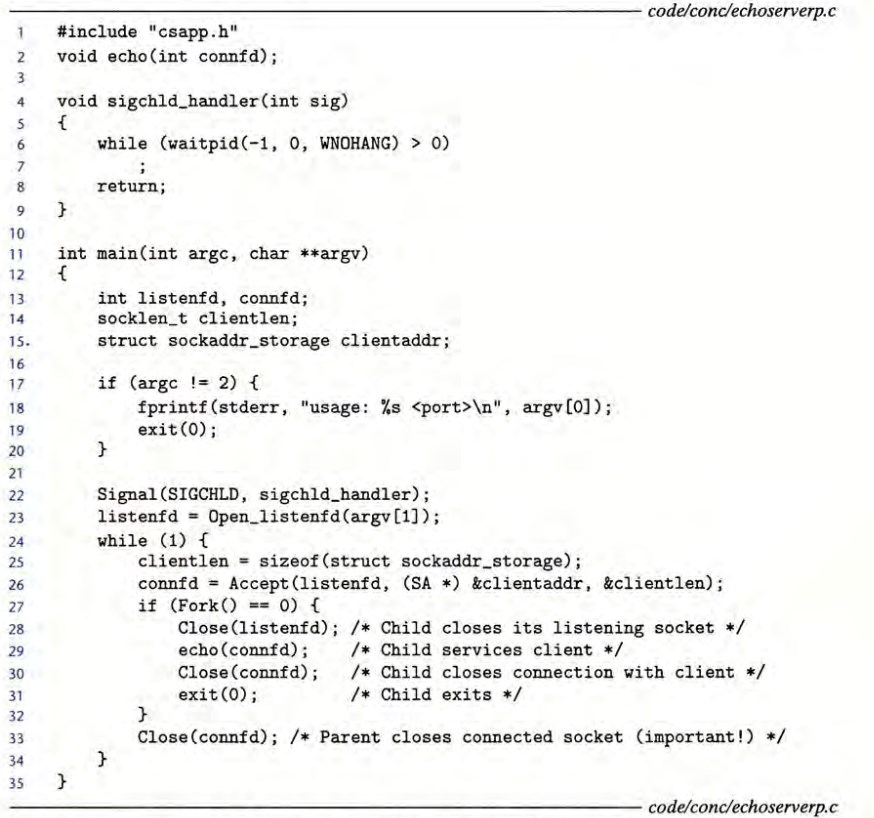 code/conc/echoserverp.c
1 #include "csapp.h"
2 void echo(int connfd);
3
4 void sigchld_handler(int sig)
5 {
6 while (waitpid(-1, 0, WNOHANG) > 0)
7 ;
8 return;
9 }
10
11 int main(int argc, char **argv)
12 {
13 int listenfd, connfd;
14 socklen_t clientlen;
15. struct sockaddr_storage clientaddr;
16
17 if (argc != 2) {
18 fprintf(stderr, "usage: %s <port>\n", argv[0]);
19 exit(0);
20 }
21
22 Signal(SIGCHLD, sigchld_handler);
23 listenfd = Open_listenfd(argv[1]);
24 while (1) {
25 clientlen = sizeof(struct sockaddr_storage);
26 connfd = Accept(listenfd, (SA *) &clientaddr, &clientlen);
27 if (Fork() == 0) {
28 Close(listenfd); /* Child closes its listening socket */
29 echo(connfd); /* Child services client */
30 Close(connfd); /* Child closes connection with client */
31 exit(0); /* Child exits */
32 }
33 Close(connfd); /* Parent closes connected socket (important!) */
34 }
35 }
code/conc/echoserverp.c